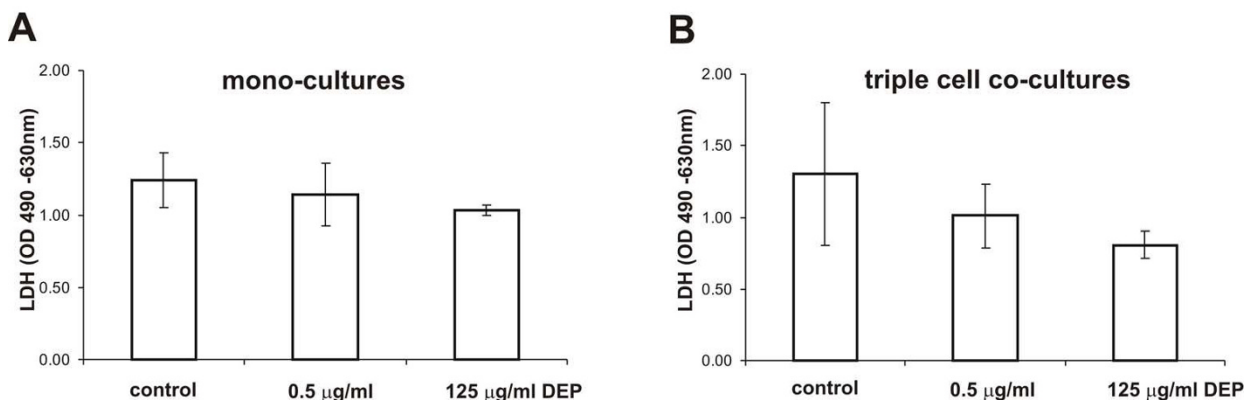 A
mono-cultures
LDH (OD 490 -630nm)
2.00
1.50
1.00
0.50
0.00
control
0.5 μg/ml
125 μg/ml DEP
B
triple cell co-cultures
LDH (OD 490 -630nm)
2.00
1.50
1.00
0.50
0.00
control
0.5 μg/ml
125 μg/ml DEP